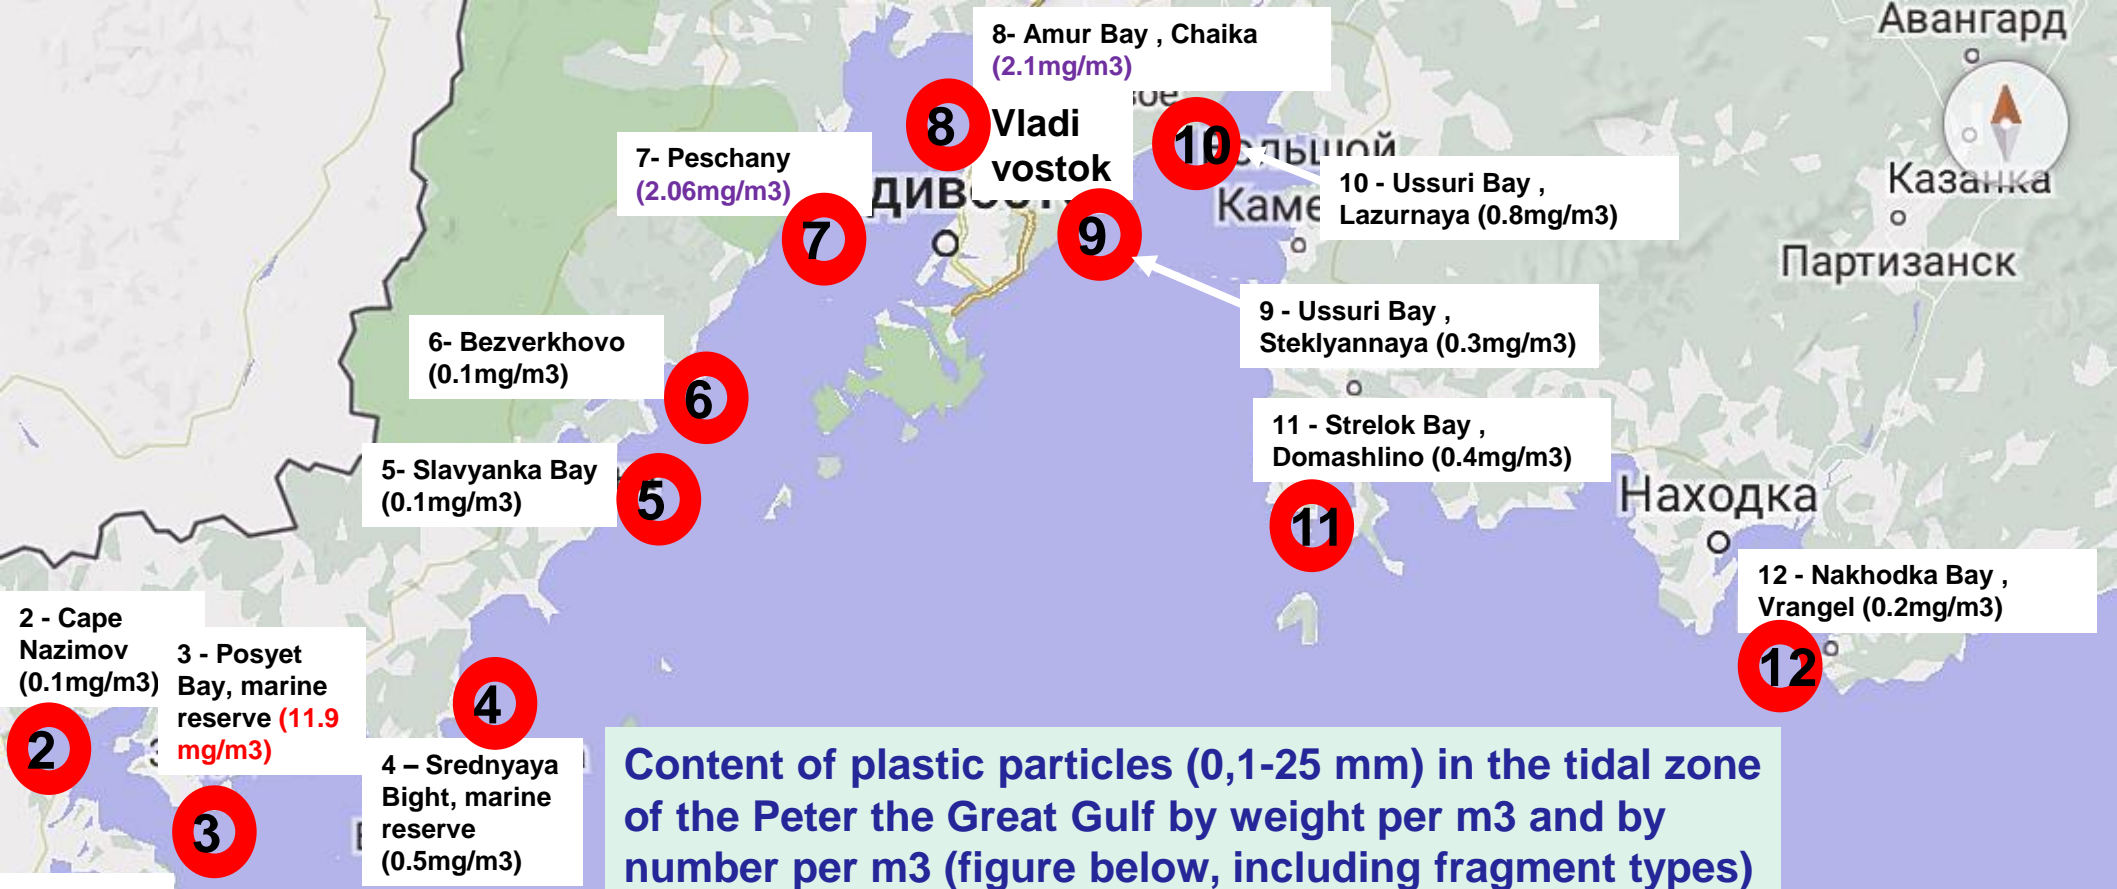 Авангард
8- Amur Bay , Chaika
(2.1mg/m3)
8
Vladi
vostok
10
7- Peschany
(2.06mg/m3)
7
9
10 - Ussuri Bay ,
Lazurnaya (0.8mg/m3)
Казанка
Партизанск
9 - Ussuri Bay ,
Steklyannaya (0.3mg/m3)
6- Bezverkhovo
(0.1mg/m3)
6
11 - Strelok Bay ,
Domashlino (0.4mg/m3)
11
5- Slavyanka Bay
(0.1mg/m3)
5
Находка
12 - Nakhodka Bay ,
Vrangel (0.2mg/m3)
12
2 - Cape
Nazimov
(0.1mg/m3)
2
3 - Posyet
Bay, marine
reserve (11.9
mg/m3)
3
4
4 – Srednyaya
Bight, marine
reserve
(0.5mg/m3)
Content of plastic particles (0,1-25 mm) in the tidal zone
of the Peter the Great Gulf by weight per m3 and by
number per m3 (figure below, including fragment types)